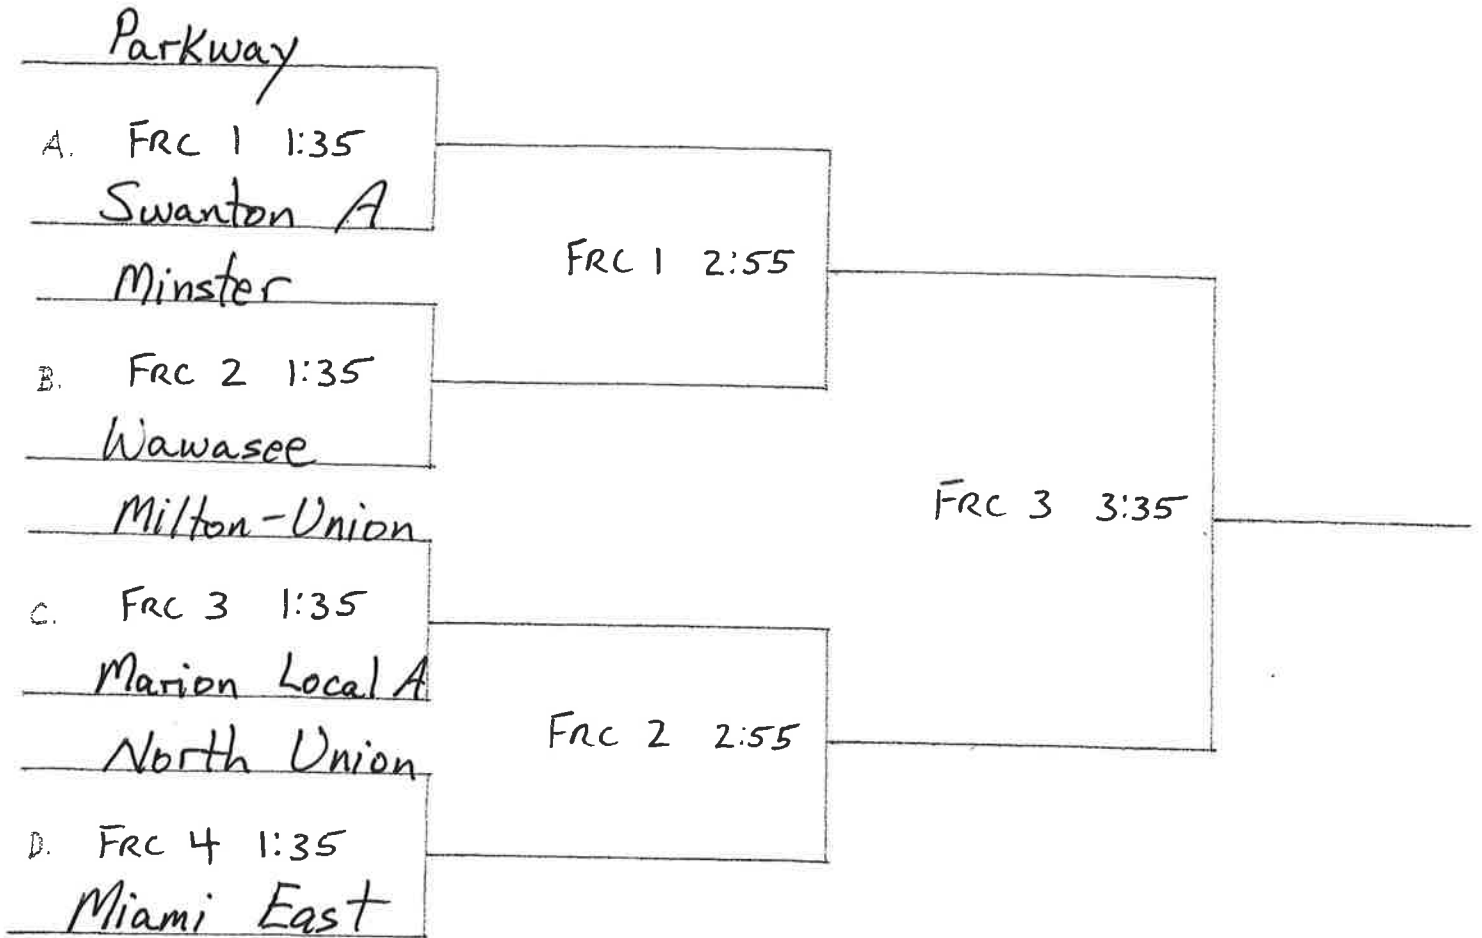 Parkway
A. FRC 1 1:35
Swanton A
Minster
FRC 1 2:55
B. FRC 2 1:35
Wawasee
Milton-Union
FRC 3 3:35
C. FRC 3 1:35
Marion Local A
North Union
FRC 2 2:55
D. FRC 4 1:35
Miami East